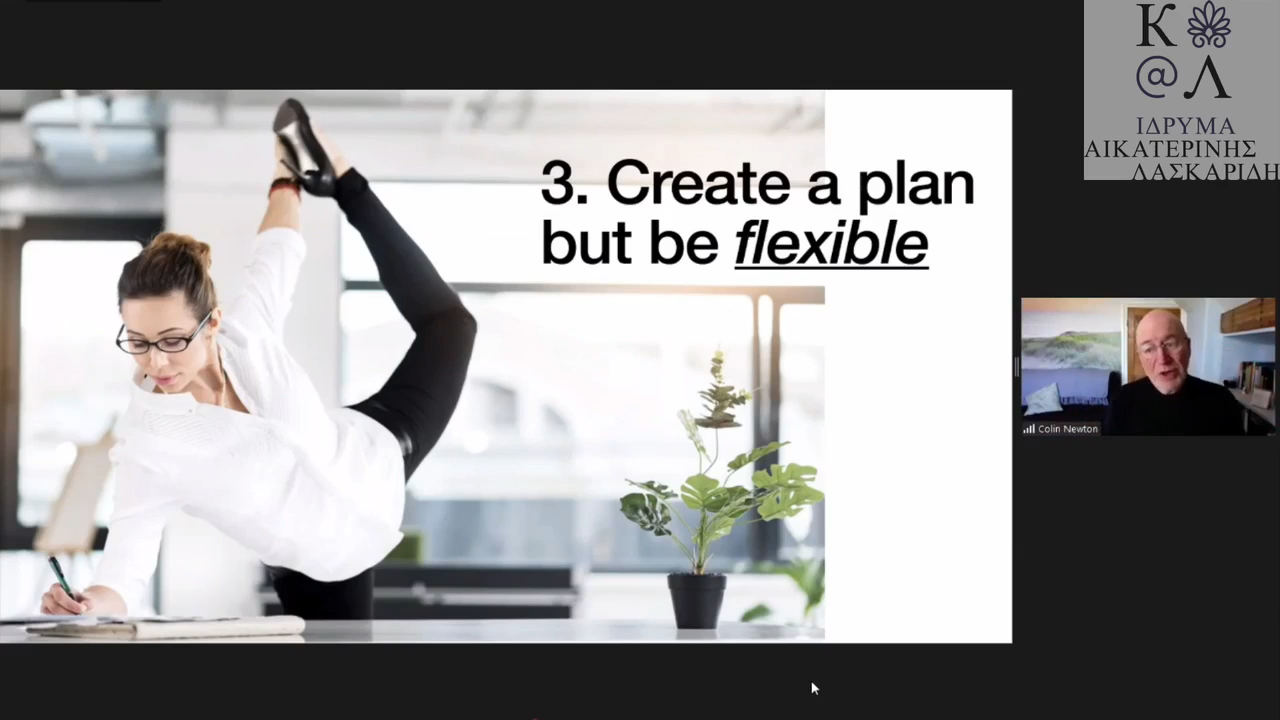 3. Create a plan
but be flexible
Κ
@ Λ
ΙΔΡΥΜΑ
ΑΙΚΑΤΕΡΙΝΗΣ
ΛΑΣΚΑΡΙΔΗ
Colin Newton